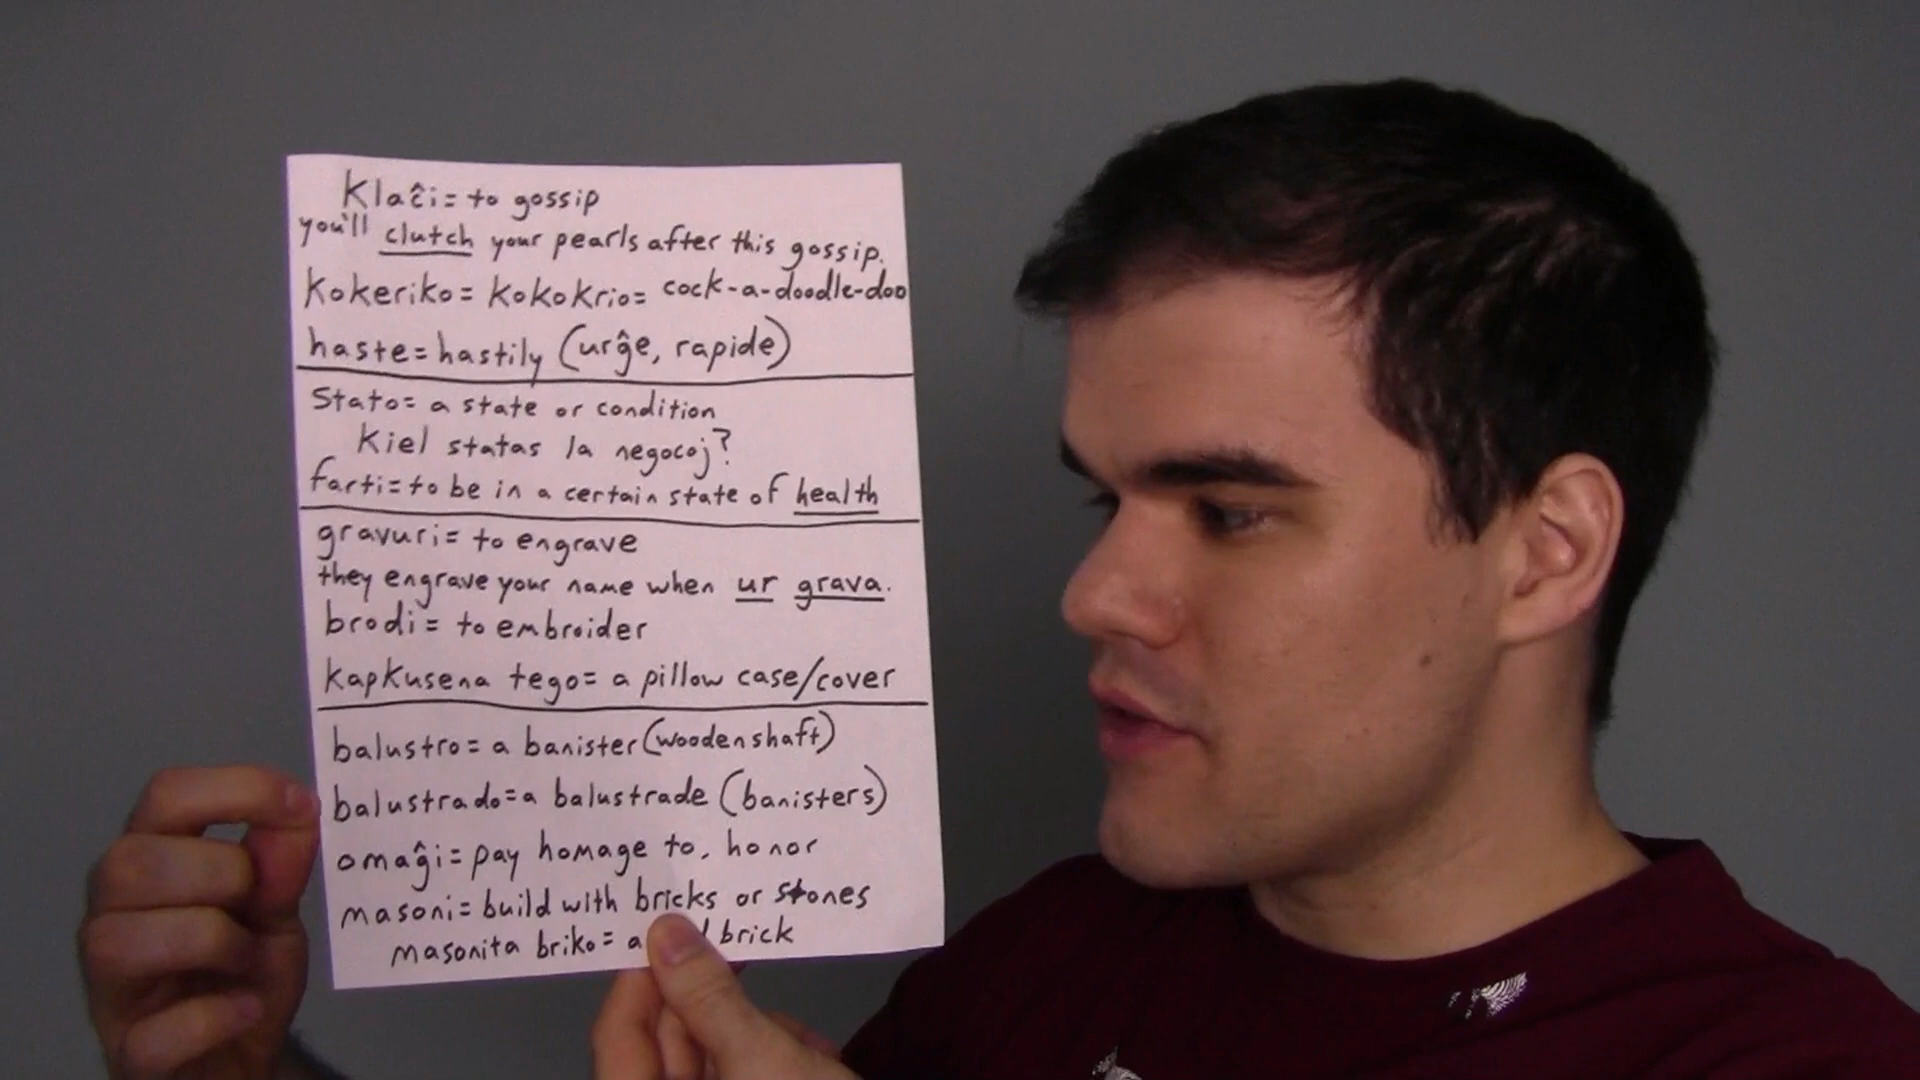 Klaĉi= to gossip
you'll clutch your pearls after this gossip.
kokeriko= kokokrio= cock-a-doodle-doo
haste=hastily (urĝe, rapide)
Stato= a state or condition
Kiel statas la negocoj?
farti=to be in a certain state of health
gravuri= to engrave
they engrave your name when ur grava.
brodi= to embroider
kapkusena tego= a pillow case/cover
balustro= a banister (wooden shaft)
balustrado=a balustrade (banisters)
omaĝi= pay homage to, honor
masoni= build with bricks or stones
masonita briko= a brick